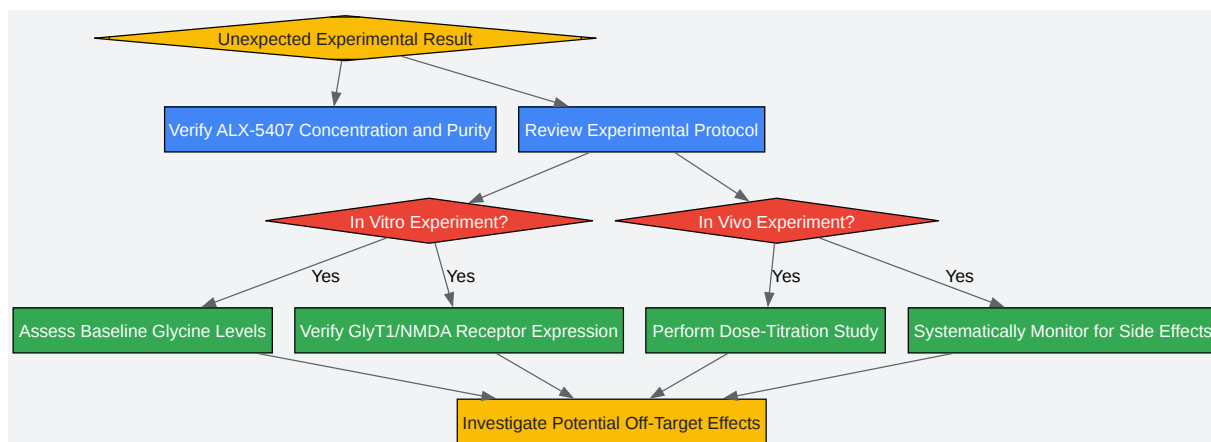 Unexpected Experimental Result
Verify ALX-5407 Concentration and Purity
Review Experimental Protocol
In Vitro Experiment?
In Vivo Experiment?
Yes
Yes
Yes
Yes
Assess Baseline Glycine Levels
Verify GlyT1/NMDA Receptor Expression
Perform Dose-Titration Study
Systematically Monitor for Side Effects
Investigate Potential Off-Target Effects